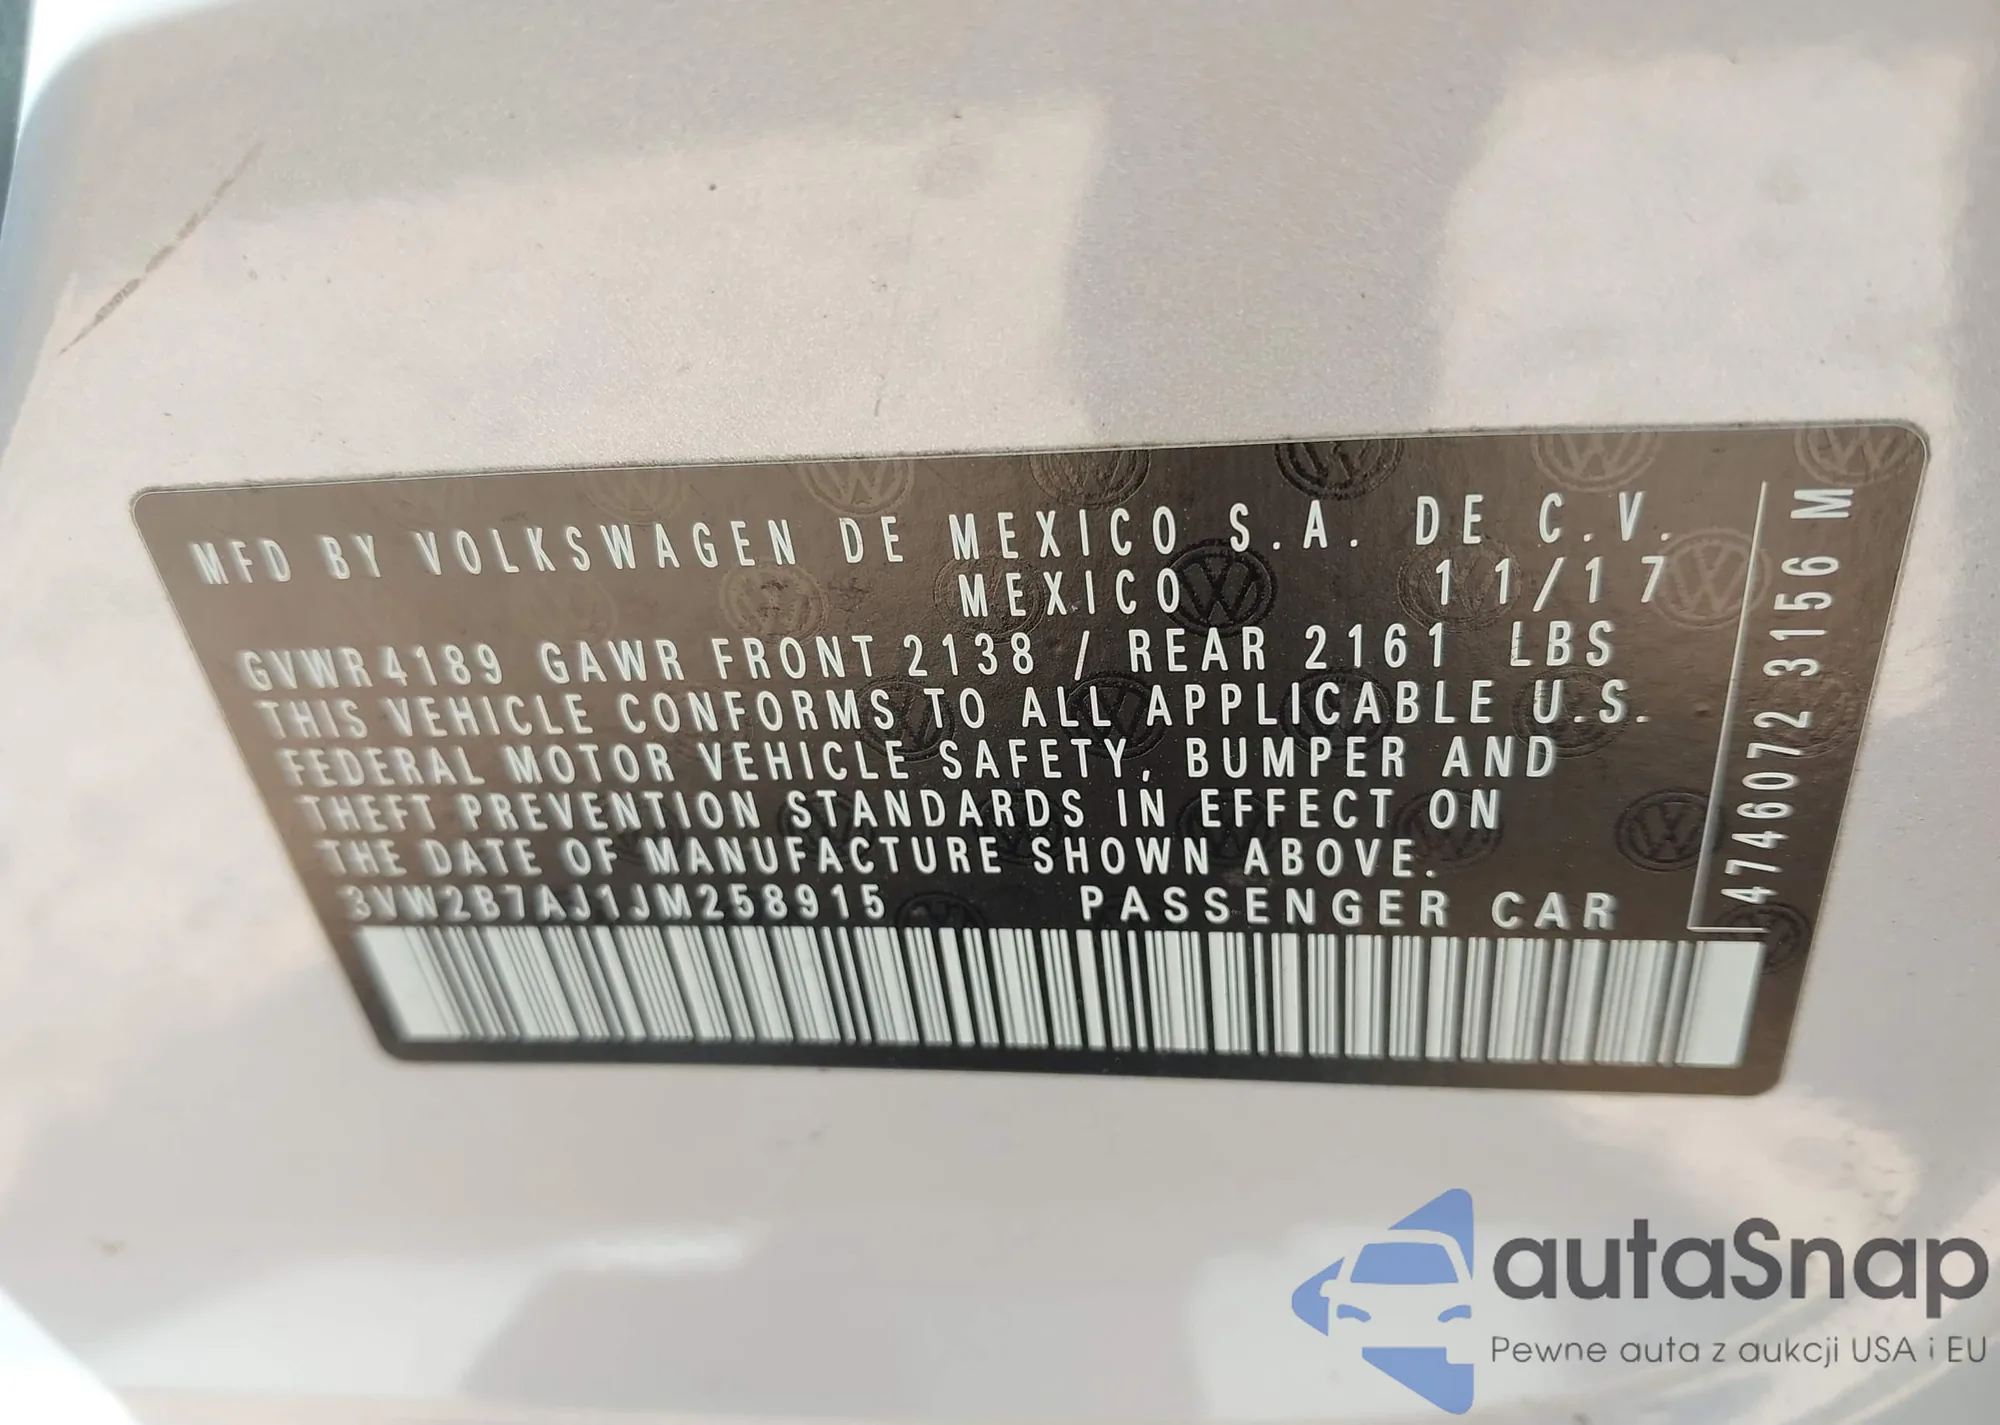 MFD BY VOLKSWAGEN DE MEXICO S.A. DE C.V.
MEXICO 11/17
GVWR 4189 GAWR FRONT 2138 / REAR 2161 LBS
THIS VEHICLE CONFORMS TO ALL APPLICABLE U.S.
FEDERAL MOTOR VEHICLE SAFETY, BUMPER AND
THEFT PREVENTION STANDARDS IN EFFECT ON
THE DATE OF MANUFACTURE SHOWN ABOVE.
3VW2B7AJ1JM258915 PASSENGER CAR
4746072 3156 M
autaSnap
Pewne auta z aukcji USA i EU